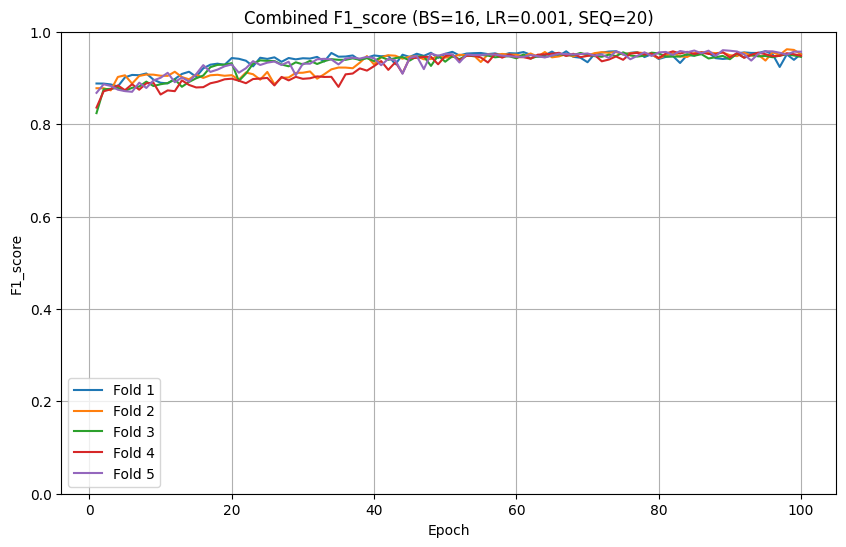 Combined F1_score (BS=16, LR=0.001, SEQ=20)
1.0
0.8
0.6
0.4
0.2
0.0
F1_score
Fold 1
Fold 2
Fold 3
Fold 4
Fold 5
0 20 40 60 80 100
Epoch